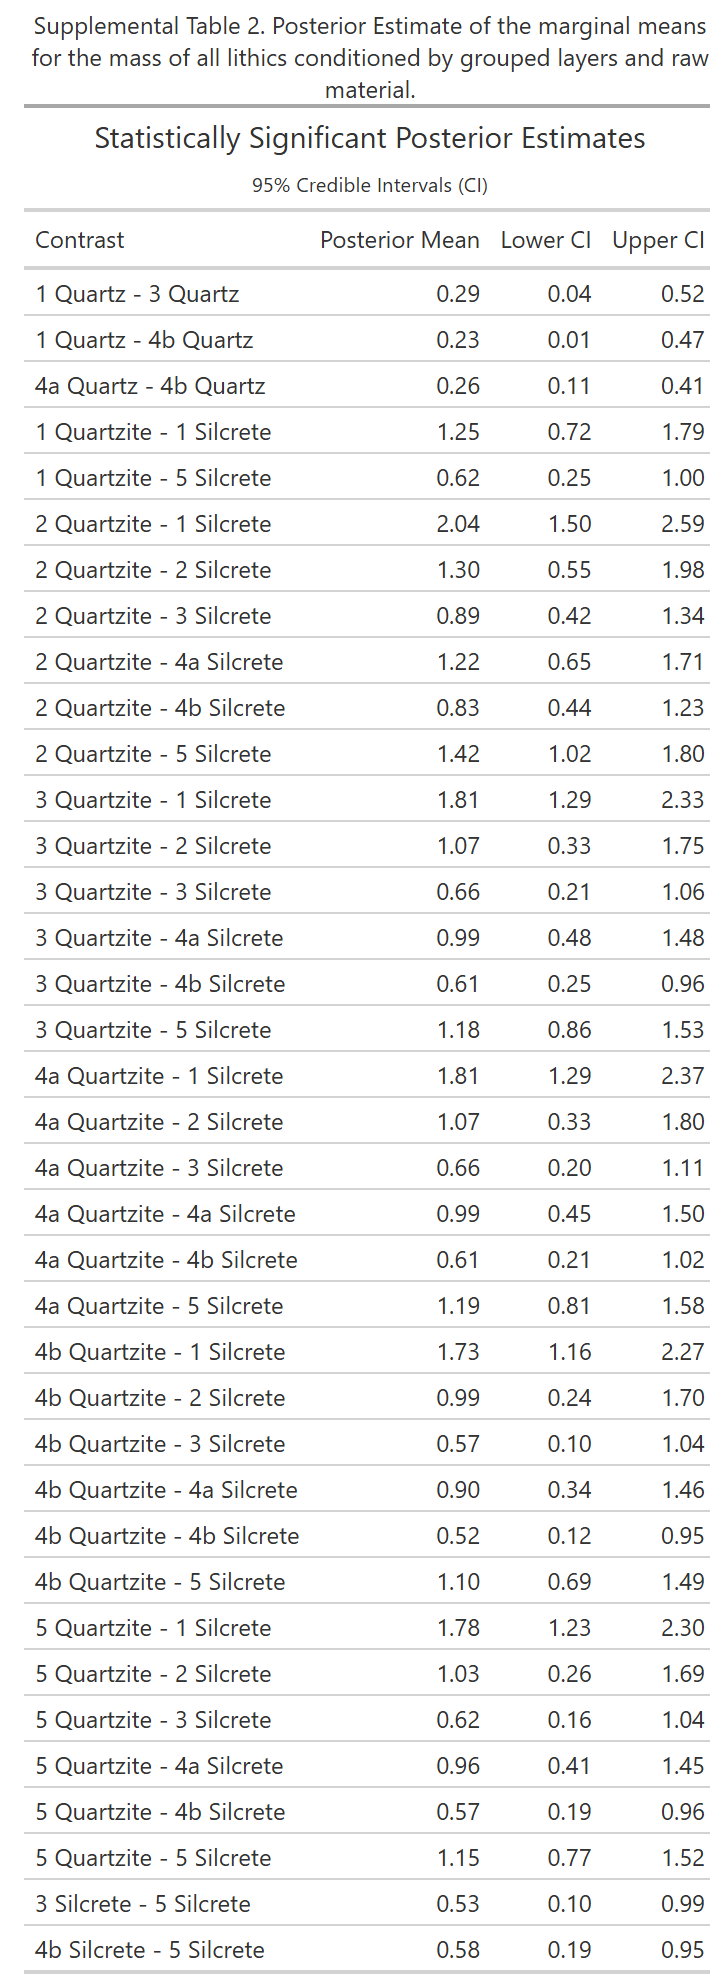 Supplemental Table 2. Posterior Estimate of the marginal means
for the mass of all lithics conditioned by grouped layers and raw
material.
Statistically Significant Posterior Estimates
95% Credible Intervals (CI)
Contrast Posterior Mean Lower CI Upper CI
1 Quartz - 3 Quartz 0.29 0.04 0.52
1 Quartz - 4b Quartz 0.23 0.01 0.47
4a Quartz - 4b Quartz 0.26 0.11 0.41
1 Quartzite - 1 Silcrete 1.25 0.72 1.79
1 Quartzite - 5 Silcrete 0.62 0.25 1.00
2 Quartzite - 1 Silcrete 2.04 1.50 2.59
2 Quartzite - 2 Silcrete 1.30 0.55 1.98
2 Quartzite - 3 Silcrete 0.89 0.42 1.34
2 Quartzite - 4a Silcrete 1.22 0.65 1.71
2 Quartzite - 4b Silcrete 0.83 0.44 1.23
2 Quartzite - 5 Silcrete 1.42 1.02 1.80
3 Quartzite - 1 Silcrete 1.81 1.29 2.33
3 Quartzite - 2 Silcrete 1.07 0.33 1.75
3 Quartzite - 3 Silcrete 0.66 0.21 1.06
3 Quartzite - 4a Silcrete 0.99 0.48 1.48
3 Quartzite - 4b Silcrete 0.61 0.25 0.96
3 Quartzite - 5 Silcrete 1.18 0.86 1.53
4a Quartzite - 1 Silcrete 1.81 1.29 2.37
4a Quartzite - 2 Silcrete 1.07 0.33 1.80
4a Quartzite - 3 Silcrete 0.66 0.20 1.11
4a Quartzite - 4a Silcrete 0.99 0.45 1.50
4a Quartzite - 4b Silcrete 0.61 0.21 1.02
4a Quartzite - 5 Silcrete 1.19 0.81 1.58
4b Quartzite - 1 Silcrete 1.73 1.16 2.27
4b Quartzite - 2 Silcrete 0.99 0.24 1.70
4b Quartzite - 3 Silcrete 0.57 0.10 1.04
4b Quartzite - 4a Silcrete 0.90 0.34 1.46
4b Quartzite - 4b Silcrete 0.52 0.12 0.95
4b Quartzite - 5 Silcrete 1.10 0.69 1.49
5 Quartzite - 1 Silcrete 1.78 1.23 2.30
5 Quartzite - 2 Silcrete 1.03 0.26 1.69
5 Quartzite - 3 Silcrete 0.62 0.16 1.04
5 Quartzite - 4a Silcrete 0.96 0.41 1.45
5 Quartzite - 4b Silcrete 0.57 0.19 0.96
5 Quartzite - 5 Silcrete 1.15 0.77 1.52
3 Silcrete - 5 Silcrete 0.53 0.10 0.99
4b Silcrete - 5 Silcrete 0.58 0.19 0.95